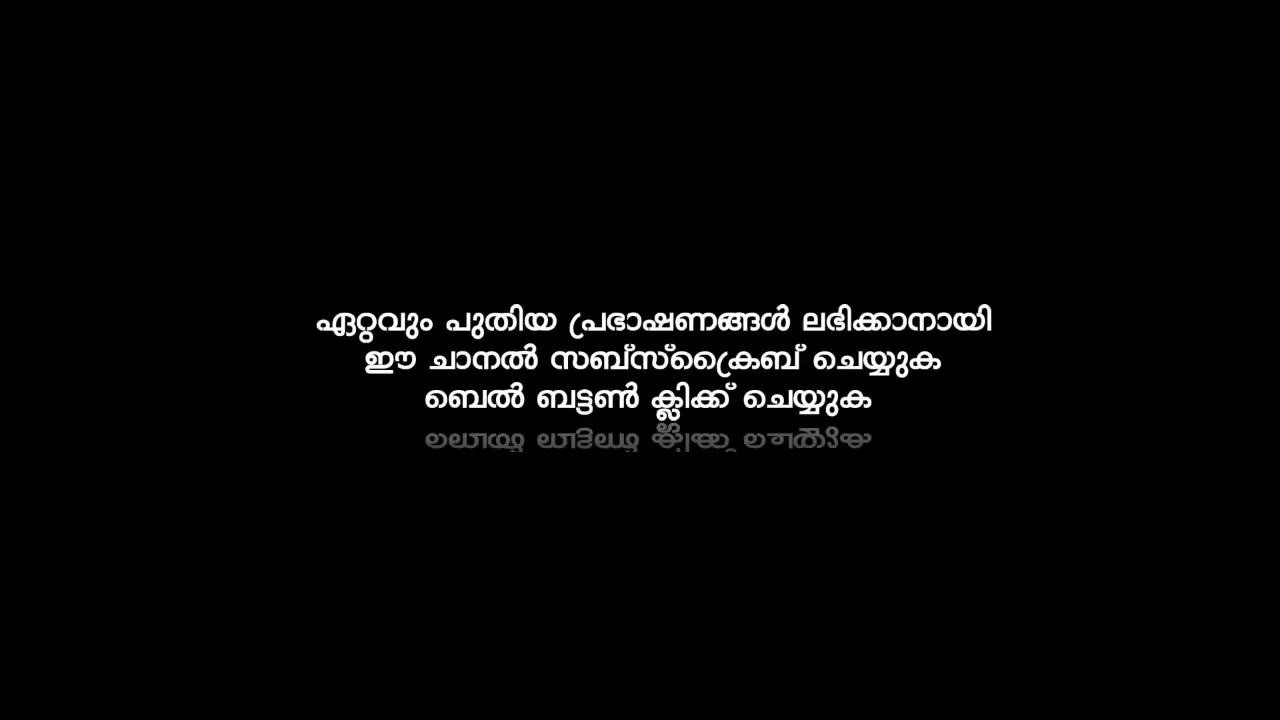 ഏറ്റവും പുതിയ പ്രഭാഷണങ്ങൾ ലഭിക്കാനായി
ഈ ചാനൽ സബ്സ്ക്രൈബ് ചെയ്യുക
ബെൽ ബട്ടൺ ക്ലിക്ക് ചെയ്യുക